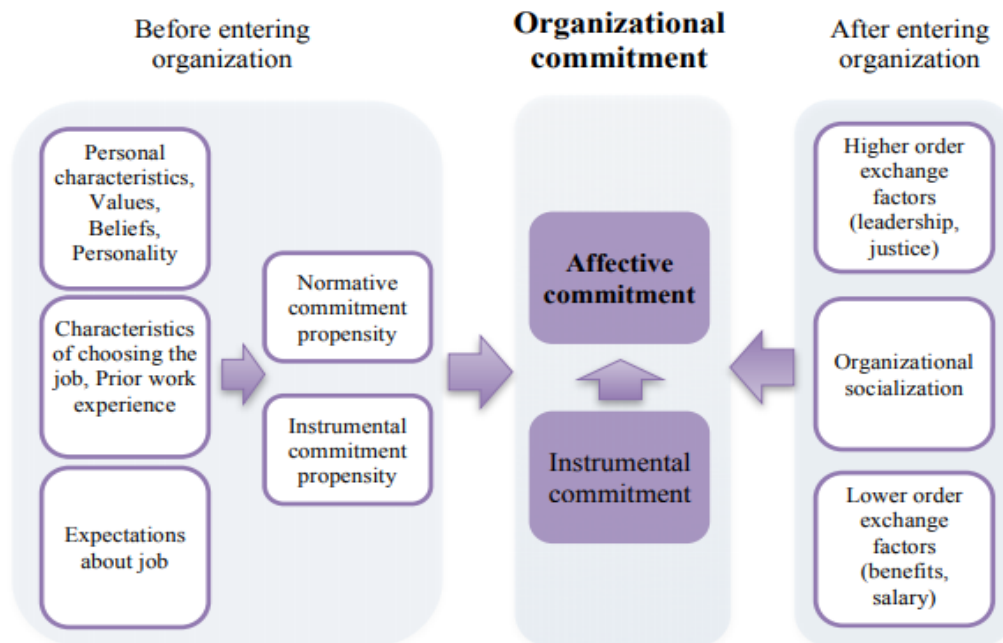 Before entering
organization
Organizational
commitment
After entering
organization
Personal
characteristics,
Values,
Beliefs,
Personality
Characteristics
of choosing the
job, Prior work
experience
Expectations
about job
Normative
commitment
propensity
Instrumental
commitment
propensity
Affective
commitment
Instrumental
commitment
Higher order
exchange
factors
(leadership,
justice)
Organizational
socialization
Lower order
exchange
factors
(benefits,
salary)